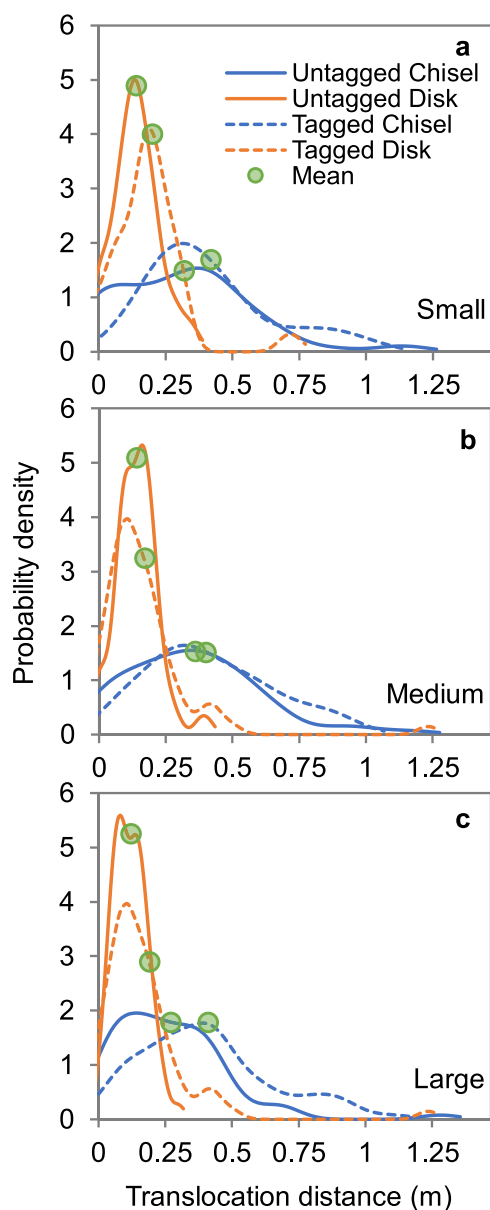 6
a
Untagged Chisel
5
Untagged Disk
Tagged Chisel
4
Tagged Disk
Mean
3
2
1
Small
0
0 0.25 0.5 0.75 1 1.25
6
b
5
4
3
2
1
Medium
0
0 0.25 0.5 0.75 1 1.25
Probability density
6
c
5
4
3
2
1
Large
0
0 0.25 0.5 0.75 1 1.25
Translocation distance (m)